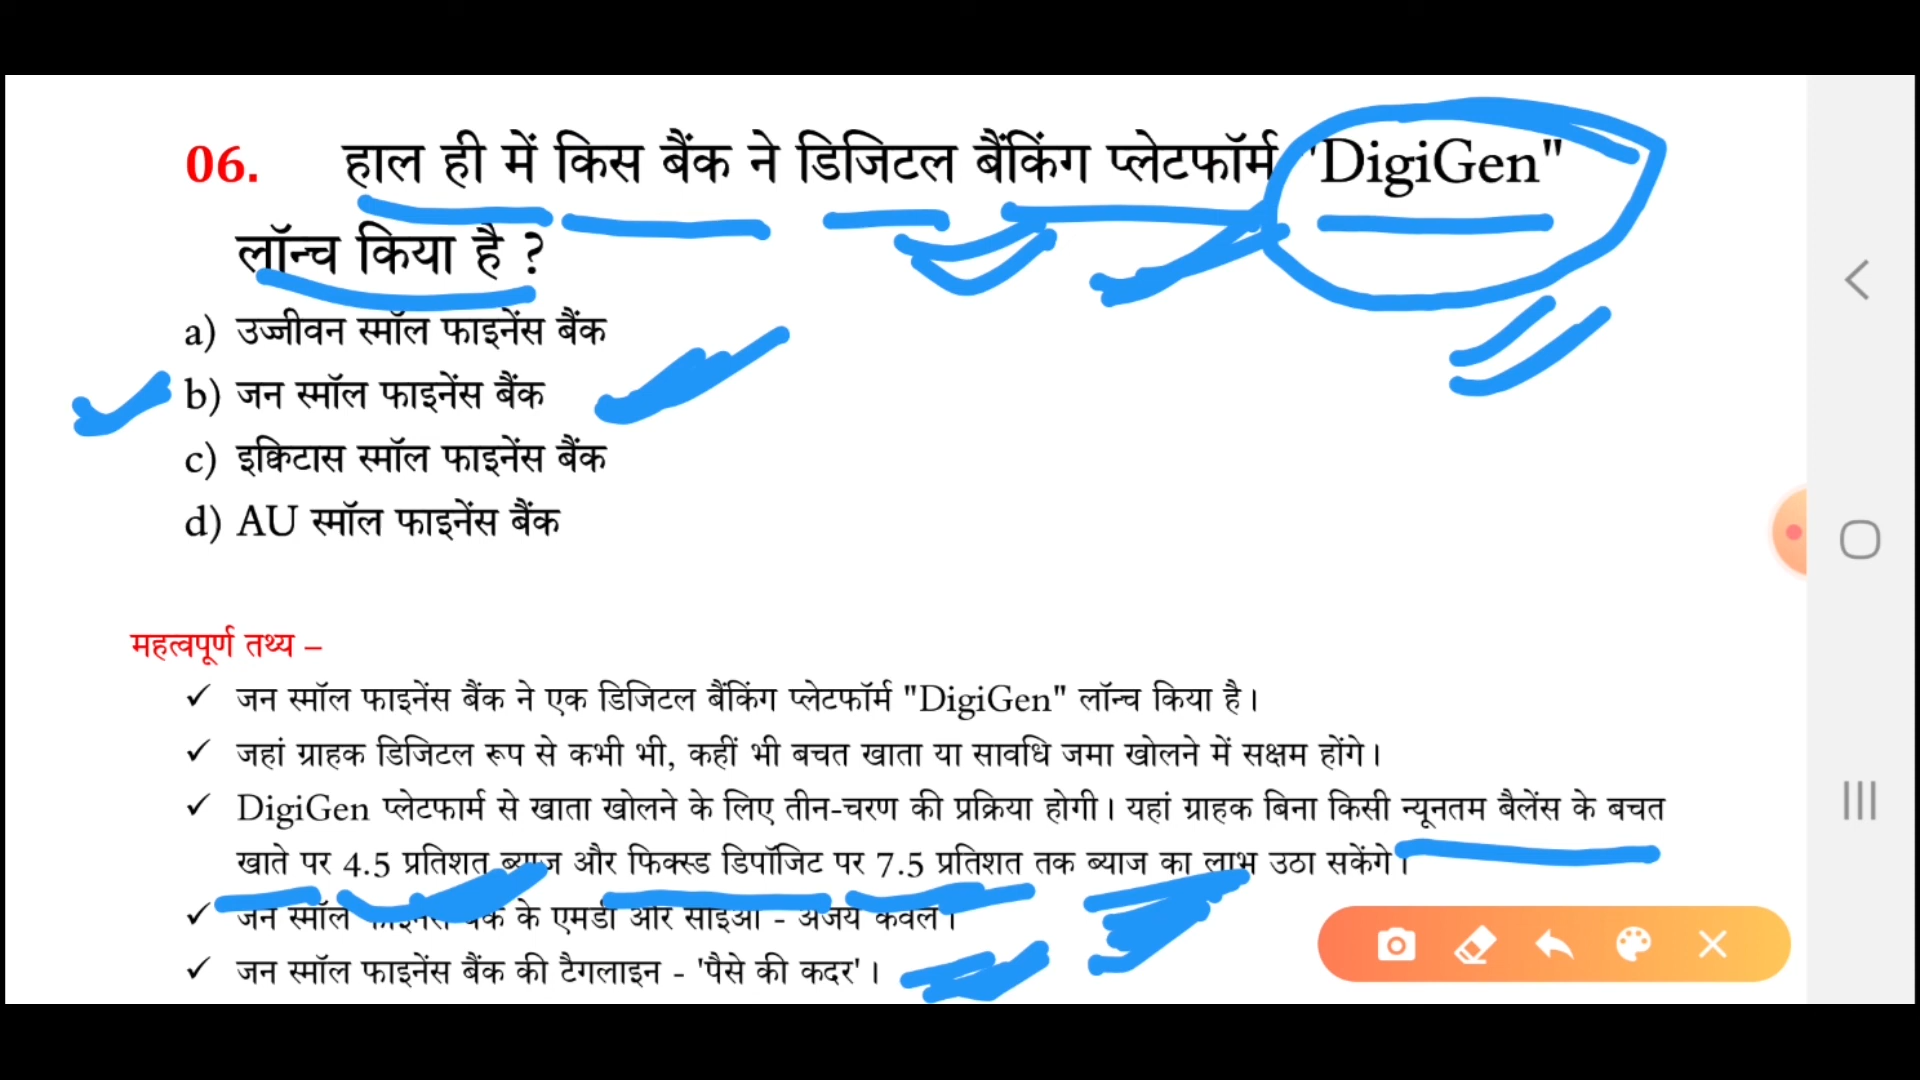 06. हाल ही में किस बैंक ने डिजिटल बैंकिंग प्लेटफॉर्म "DigiGen"
लॉन्च किया है ?
a) उज्जीवन स्मॉल फाइनेंस बैंक
b) जन स्मॉल फाइनेंस बैंक
c) इक्विटास स्मॉल फाइनेंस बैंक
d) AU स्मॉल फाइनेंस बैंक
महत्वपूर्ण तथ्य –
✓ जन स्मॉल फाइनेंस बैंक ने एक डिजिटल बैंकिंग प्लेटफॉर्म "DigiGen" लॉन्च किया है।
✓ जहां ग्राहक डिजिटल रूप से कभी भी, कहीं भी बचत खाता या सावधि जमा खोलने में सक्षम होंगे।
✓ DigiGen प्लेटफार्म से खाता खोलने के लिए तीन-चरण की प्रक्रिया होगी। यहां ग्राहक बिना किसी न्यूनतम बैलेंस के बचत
खाते पर 4.5 प्रतिशत ब्याज और फिक्स्ड डिपॉजिट पर 7.5 प्रतिशत तक ब्याज का लाभ उठा सकेंगे।
✓ जन स्मॉल फाइनेंस बैंक के एमडी और सीईओ - अजय कंवल।
✓ जन स्मॉल फाइनेंस बैंक की टैगलाइन - 'पैसे की कदर'।